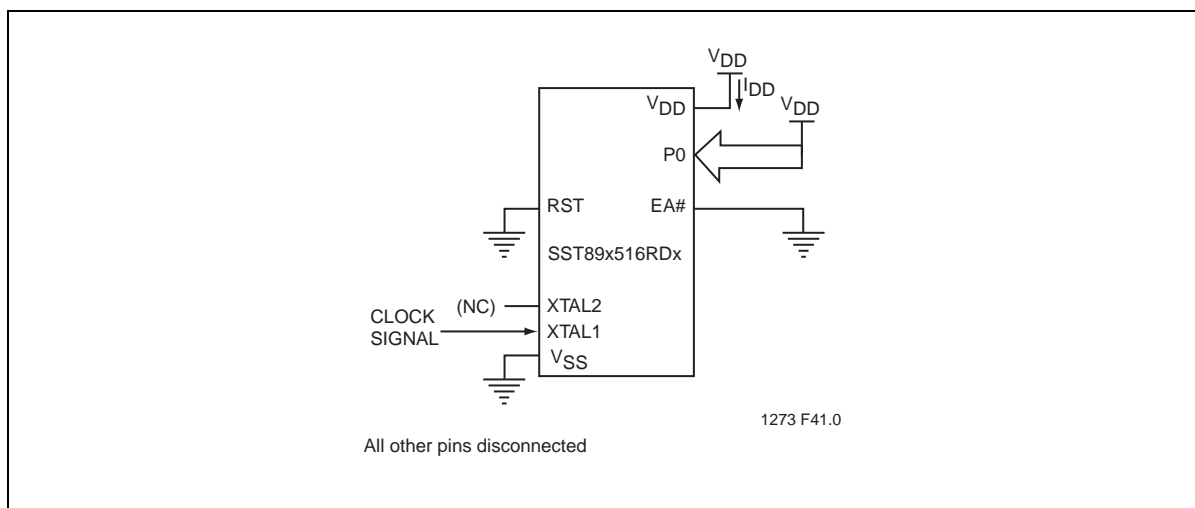 VDD
IDD
VDD
VDD
P0
RST
EA#
SST89x516RDx
(NC)
XTAL2
CLOCK
SIGNAL
XTAL1
VSS
1273 F41.0
All other pins disconnected